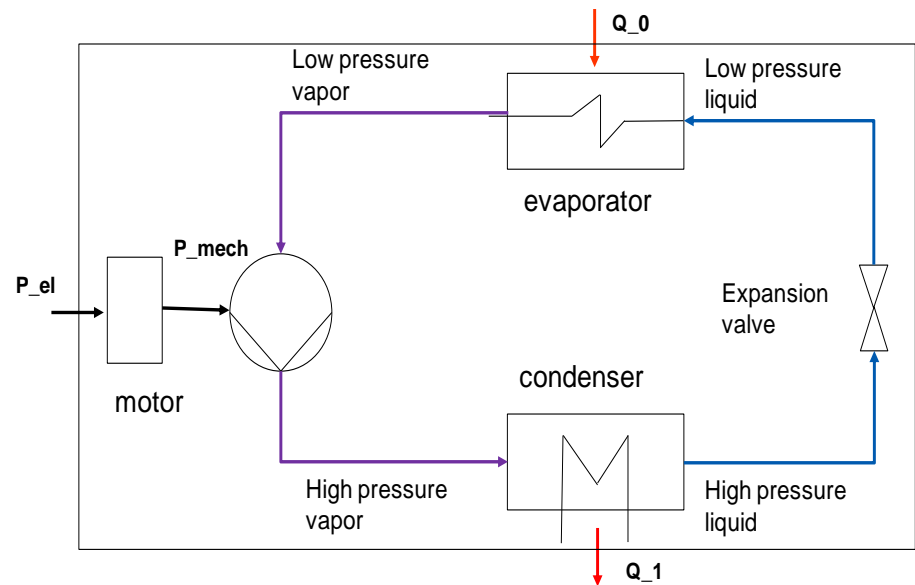 Q_0
Low pressure
vapor
Low pressure
liquid
evaporator
P_mech
P_el
Expansion
valve
motor
condenser
High pressure
vapor
High pressure
liquid
Q_1